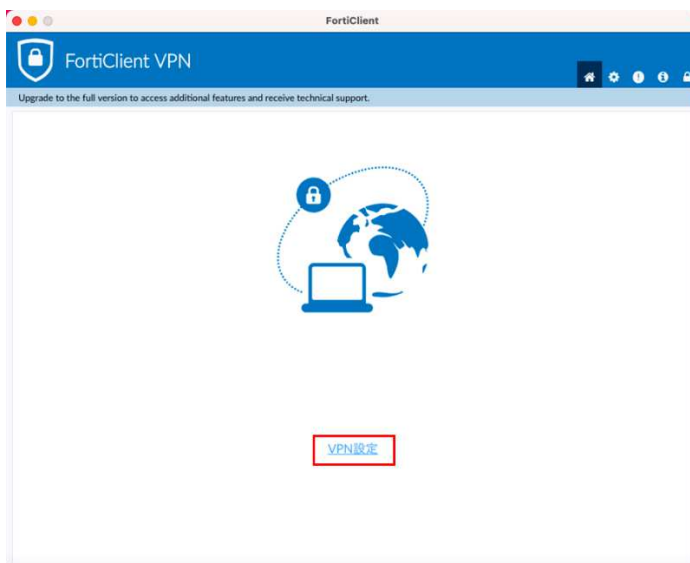 FortiClient
FortiClient VPN
Upgrade to the full version to access additional features and receive technical support.
VPN設定